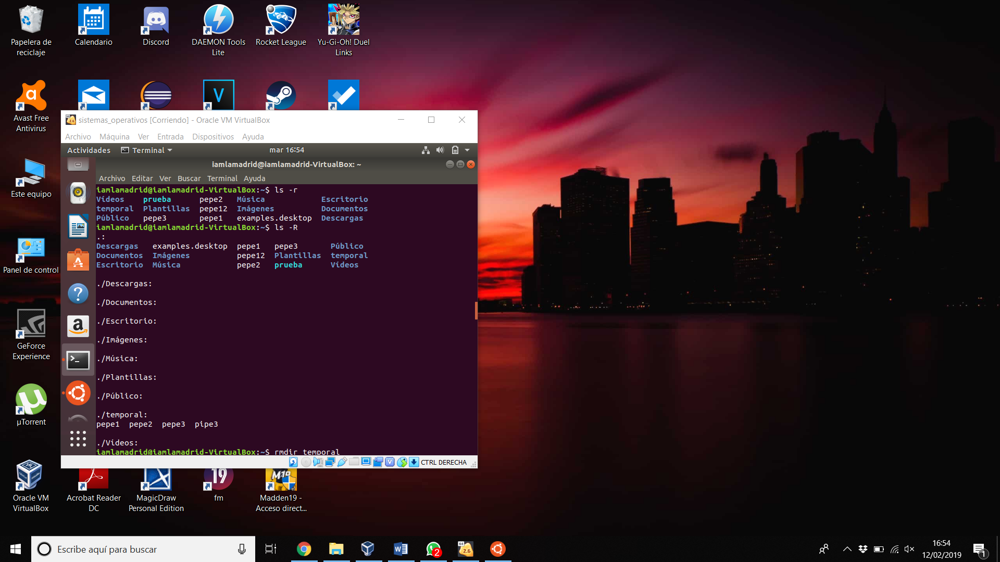 Papelera de
reciclaje
Calendario
Discord
DAEMON Tools
Lite
Rocket League
Yu-Gi-Oh! Duel
Links
Avast Free
Antivirus
V
sistemas_operativos [Corriendo] - Oracle VM VirtualBox
Archivo Máquina Ver Entrada Dispositivos Ayuda
Actividades Terminal mar 16:54
iamlamadrid@iamlamadrid-VirtualBox: ~
Archivo Editar Ver Buscar Terminal Ayuda
iamlamadrid@iamlamadrid-VirtualBox:~$ ls -r
Vídeos prueba pepe2 Música Escritorio
temporal Plantillas pepe12 Imágenes Documentos
Público pepe3 pepe1 examples.desktop Descargas
iamlamadrid@iamlamadrid-VirtualBox:~$ ls -R
.:
Descargas examples.desktop pepe1 pepe3 Público
Documentos Imágenes pepe12 Plantillas temporal
Escritorio Música pepe2 prueba Vídeos
./Descargas:
./Documentos:
./Escritorio:
./Imágenes:
./Música:
./Plantillas:
./Público:
./temporal:
pepe1 pepe2 pepe3 pipe3
./Vídeos:
iamlamadrid@iamlamadrid-VirtualBox:~$ rmdir temporal
CTRL DERECHA
Este equipo
Panel de control
GeForce
Experience
µTorrent
Oracle VM
VirtualBox
Acrobat Reader
DC
MagicDraw
Personal Edition
19
fm
M19
Madden19 -
Acceso direct...
Escribe aquí para buscar
2
64
2.6
16:54
12/02/2019
1